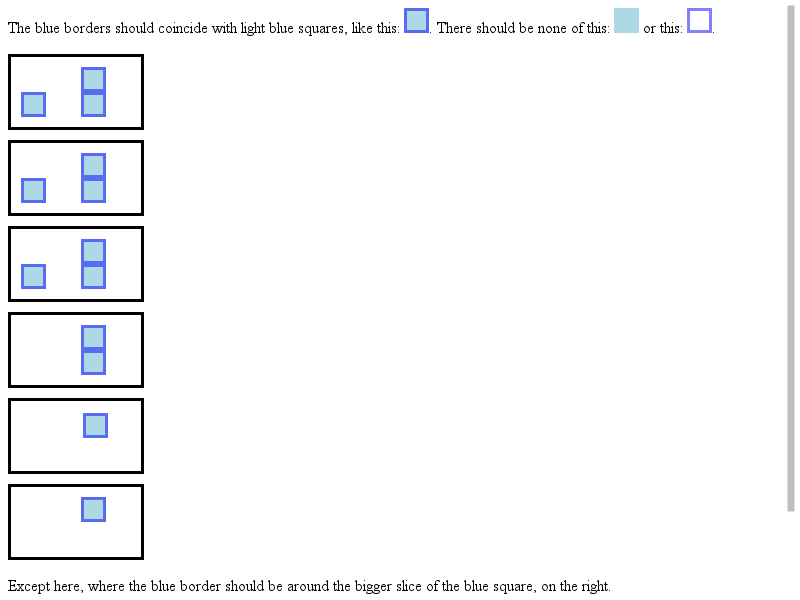 The blue borders should coincide with light blue squares, like this: . There should be none of this: or this: .
Except here, where the blue border should be around the bigger slice of the blue square, on the right.